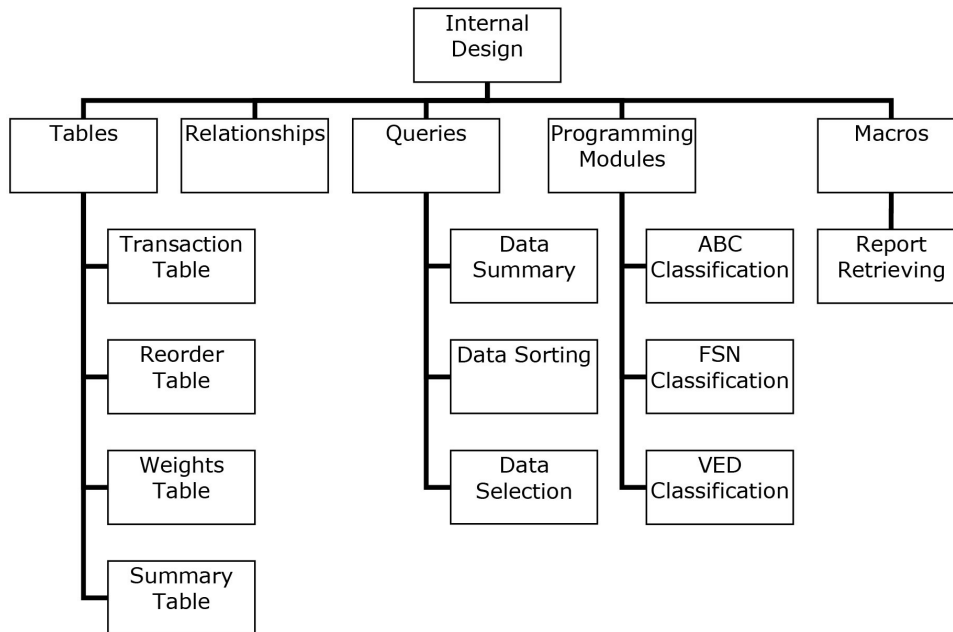 Internal
Design
Tables
Relationships
Queries
Programming
Modules
Macros
Transaction
Table
Data
Summary
ABC
Classification
Report
Retrieving
Reorder
Table
Data Sorting
FSN
Classification
Weights
Table
Data
Selection
VED
Classification
Summary
Table